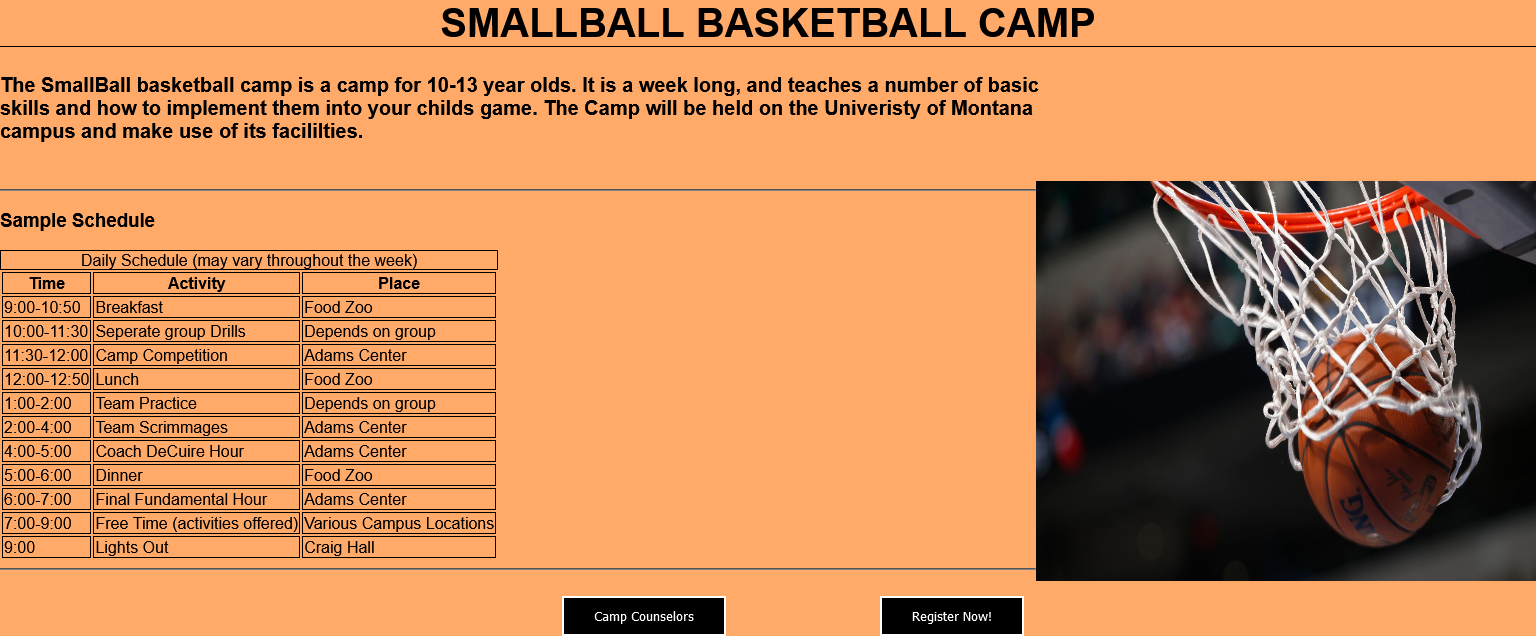 SMALLBALL BASKETBALL CAMP
The SmallBall basketball camp is a camp for 10-13 year olds. It is a week long, and teaches a number of basic
skills and how to implement them into your childs game. The Camp will be held on the Univeristy of Montana
campus and make use of its facililties.
Sample Schedule
Daily Schedule (may vary throughout the week)
Time Activity Place
9:00-10:50 Breakfast Food Zoo
10:00-11:30 Seperate group Drills Depends on group
11:30-12:00 Camp Competition Adams Center
12:00-12:50 Lunch Food Zoo
1:00-2:00 Team Practice Depends on group
2:00-4:00 Team Scrimmages Adams Center
4:00-5:00 Coach DeCuire Hour Adams Center
5:00-6:00 Dinner Food Zoo
6:00-7:00 Final Fundamental Hour Adams Center
7:00-9:00 Free Time (activities offered) Various Campus Locations
9:00 Lights Out Craig Hall
Camp Counselors Register Now!